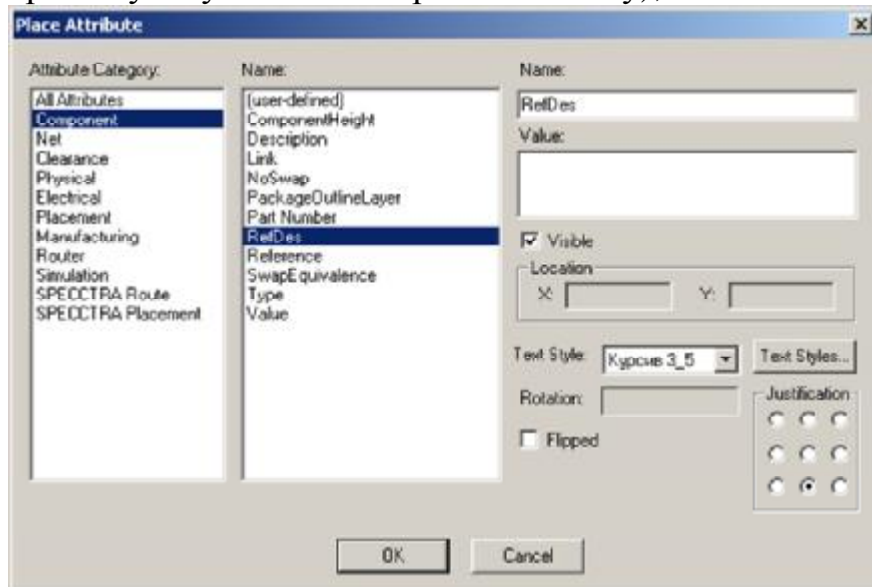 Place Attribute
Attribute Category:
All Attributes
Component
Net
Clearance
Physical
Electrical
Placement
Manufacturing
Router
Simulation
SPECCTRA Route
SPECCTRA Placement
Name:
(user-defined)
ComponentHeight
Description
Link
NoSwap
PackageOutlineLayer
Part Number
RefDes
Reference
SwapEquivalence
Type
Value
Name:
RefDes
Value:
Visible
Location
X: Y:
Text Style: Курсив 3_5 Text Styles...
Rotation:
Justification
Flipped
OK Cancel